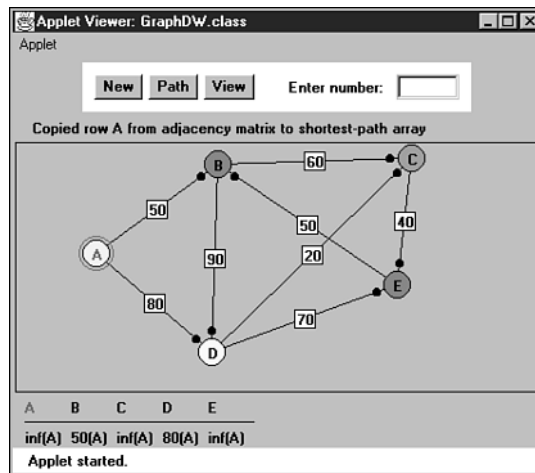 Applet Viewer: GraphDW.class
Applet
New Path View Enter number:
Copied row A from adjacency matrix to shortest-path array
B 60 C
50
50 40
A
90 20
E
80
70
D
A B C D E
inf(A) 50(A) inf(A) 80(A) inf(A)
Applet started.